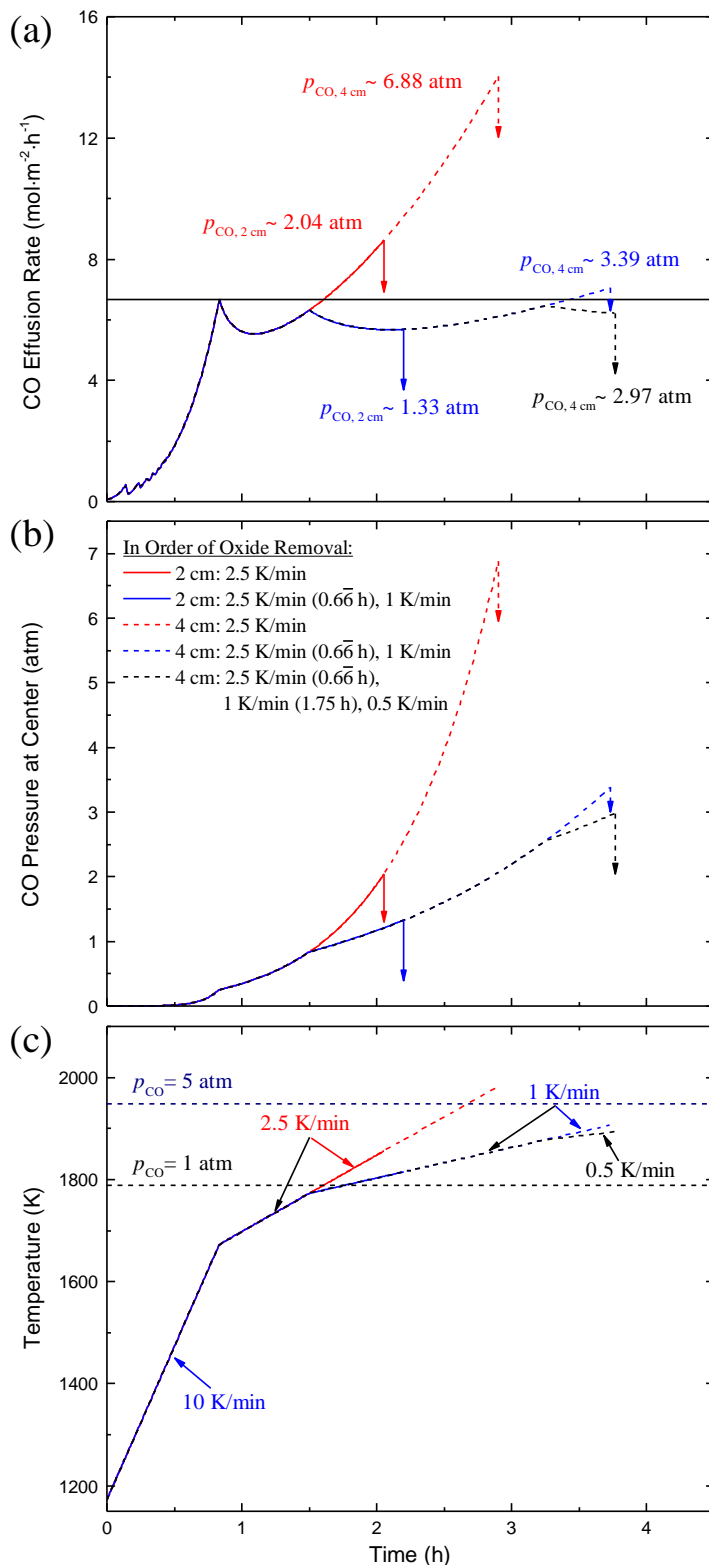 (a)
16
12
8
4
0
CO Effusion Rate (mol·m⁻²·h⁻¹)
p_CO, 4 cm ~ 6.88 atm
p_CO, 2 cm ~ 2.04 atm
p_CO, 4 cm ~ 3.39 atm
p_CO, 2 cm ~ 1.33 atm
p_CO, 4 cm ~ 2.97 atm
(b)
7
6
5
4
3
2
1
0
CO Pressure at Center (atm)
In Order of Oxide Removal:
2 cm: 2.5 K/min
2 cm: 2.5 K/min (0.66̅ h), 1 K/min
4 cm: 2.5 K/min
4 cm: 2.5 K/min (0.66̅ h), 1 K/min
4 cm: 2.5 K/min (0.66̅ h),
1 K/min (1.75 h), 0.5 K/min
(c)
2000
1800
1600
1400
1200
Temperature (K)
p_CO = 5 atm
1 K/min
2.5 K/min
p_CO = 1 atm
0.5 K/min
10 K/min
0 1 2 3 4
Time (h)